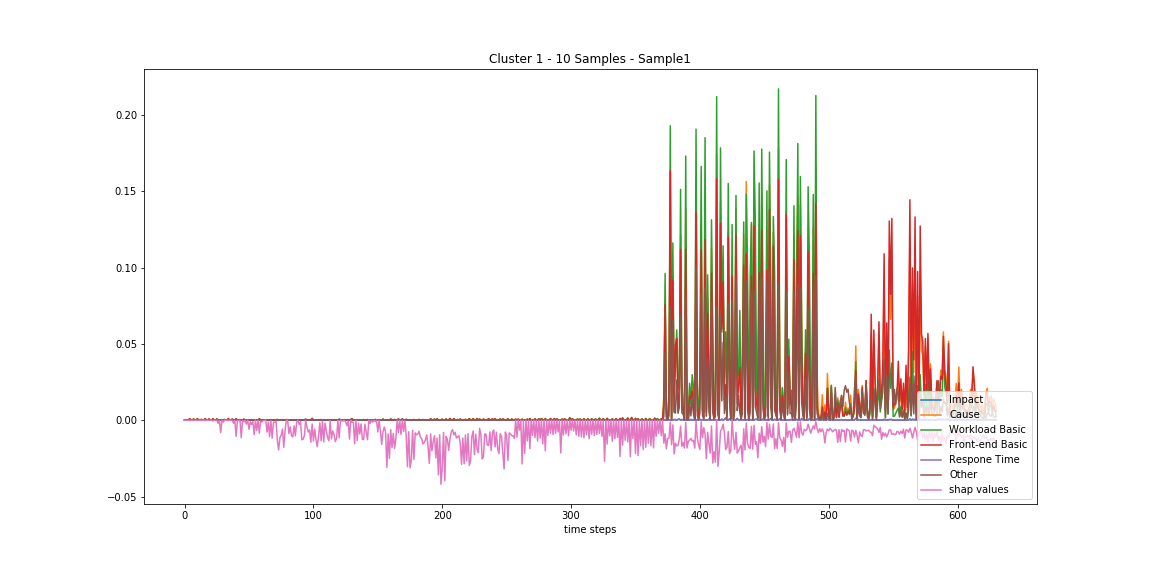 Cluster 1 - 10 Samples - Sample1
0.20
0.15
0.10
0.05
0.00
−0.05
0 100 200 300 400 500 600
time steps
Impact
Cause
Workload Basic
Front-end Basic
Respone Time
Other
shap values